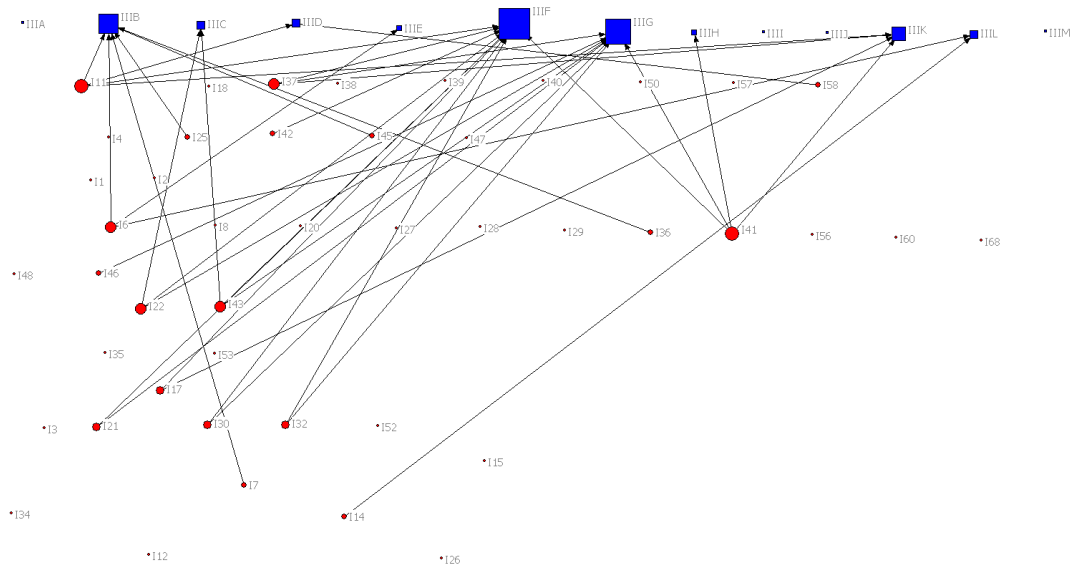 IIIA IIIB IIIC IIID IIIE IIIF IIIG IIIH IIII IIIJ IIIK IIIL IIIM
I11 I18 I37 I38 I39 I40 I50 I57 I58
I4 I25 I42 I45 I47
I1 I2
I6 I8 I20 I27 I28 I29 I36 I41 I56 I60 I68
I48 I46
I22 I43
I35 I53
I17
I3 I21 I30 I32 I52
I15
I7
I34 I14
I12 I26